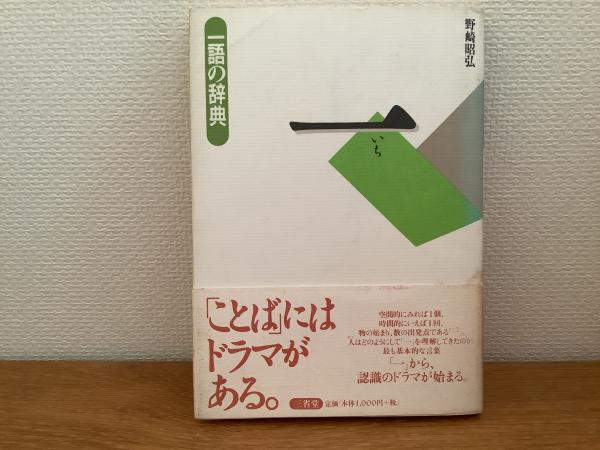 野崎昭弘
一語の辞典
一
いち
「ことば」には
ドラマが
ある。
空間的にみれば1個、
時間的にいえば1回、
物の始まり、数の出発点である「一」
人はどのようにして「一」を理解してきたのか
最も基本的な言葉
「一」から、
認識のドラマが始まる。
三省堂 定価(本体1,000円+税)